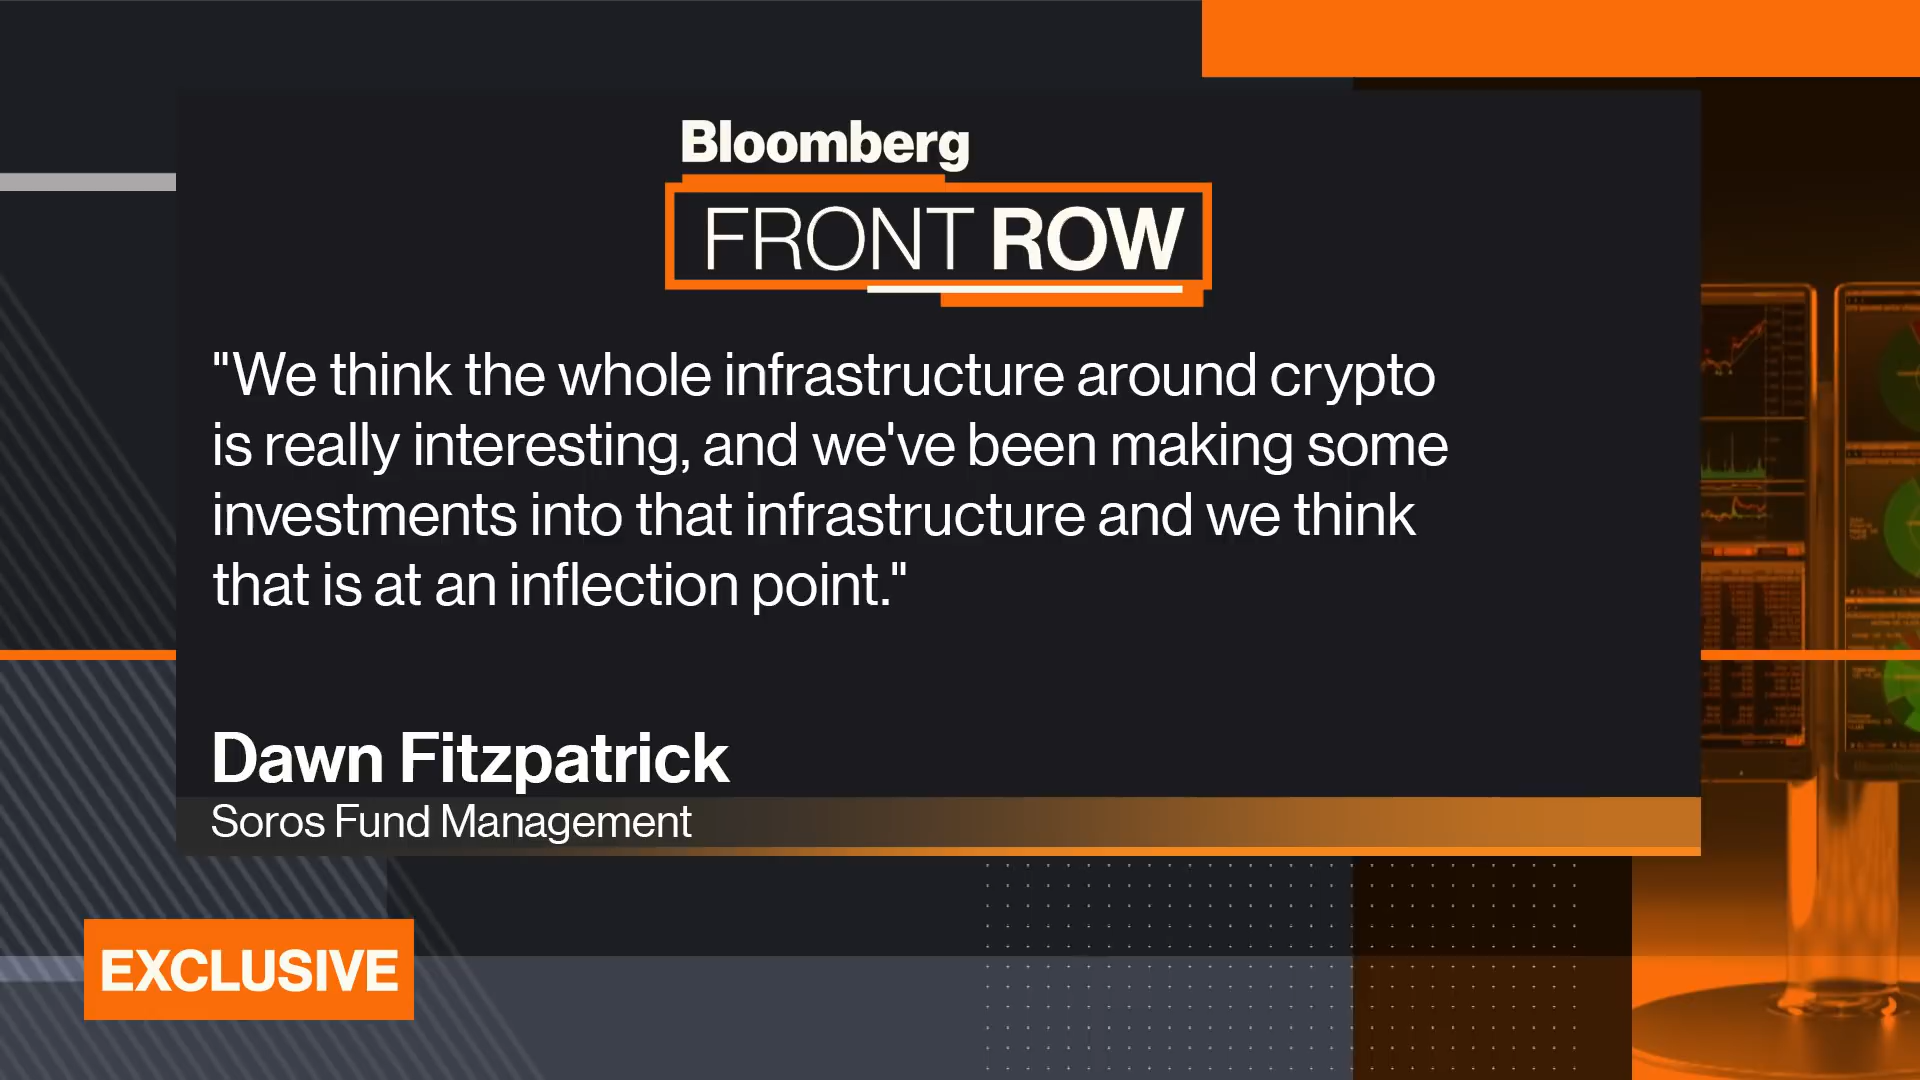 Bloomberg
FRONT ROW
"We think the whole infrastructure around crypto
is really interesting, and we've been making some
investments into that infrastructure and we think
that is at an inflection point."
Dawn Fitzpatrick
Soros Fund Management
EXCLUSIVE